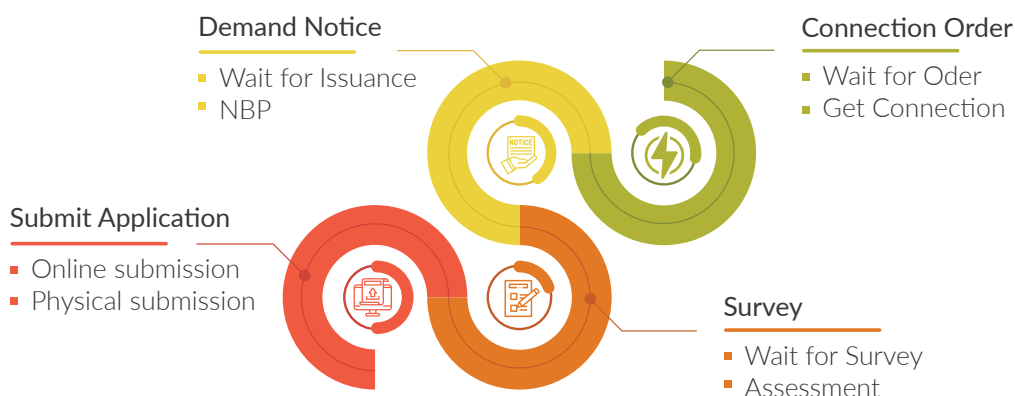 Demand Notice
Wait for Issuance
NBP
NOTICE
Connection Order
Wait for Oder
Get Connection
Submit Application
Online submission
Physical submission
Survey
Wait for Survey
Assessment